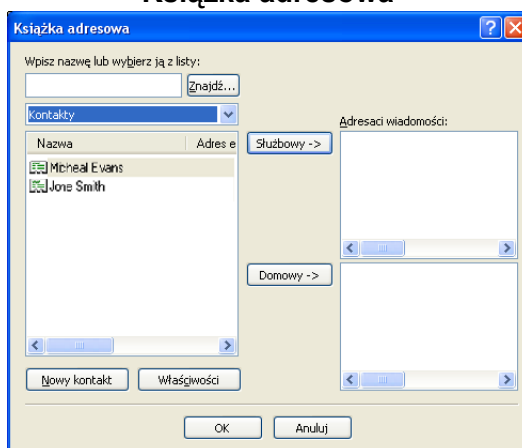 Książka adresowa
Książka adresowa
Wpisz nazwę lub wybierz ją z listy:
Znajdź...
Kontakty
Adresaci wiadomości:
Nazwa Adres e
Służbowy ->
Micheal Evans
Jone Smith
Domowy ->
Nowy kontakt Właściwości
OK Anuluj